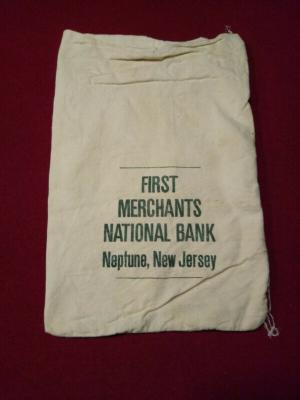 FIRST
MERCHANTS
NATIONAL BANK
Neptune, New Jersey